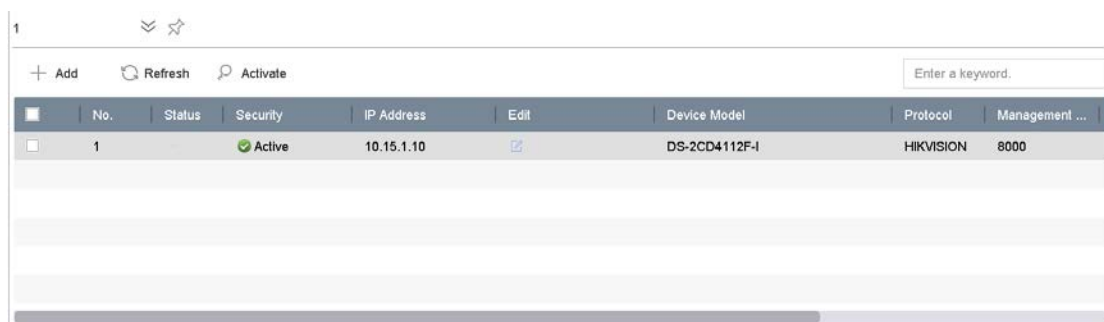 1
Add Refresh Activate Enter a keyword.
No. Status Security IP Address Edit Device Model Protocol Management ...
1 Active 10.15.1.10 DS-2CD4112F-I HIKVISION 8000